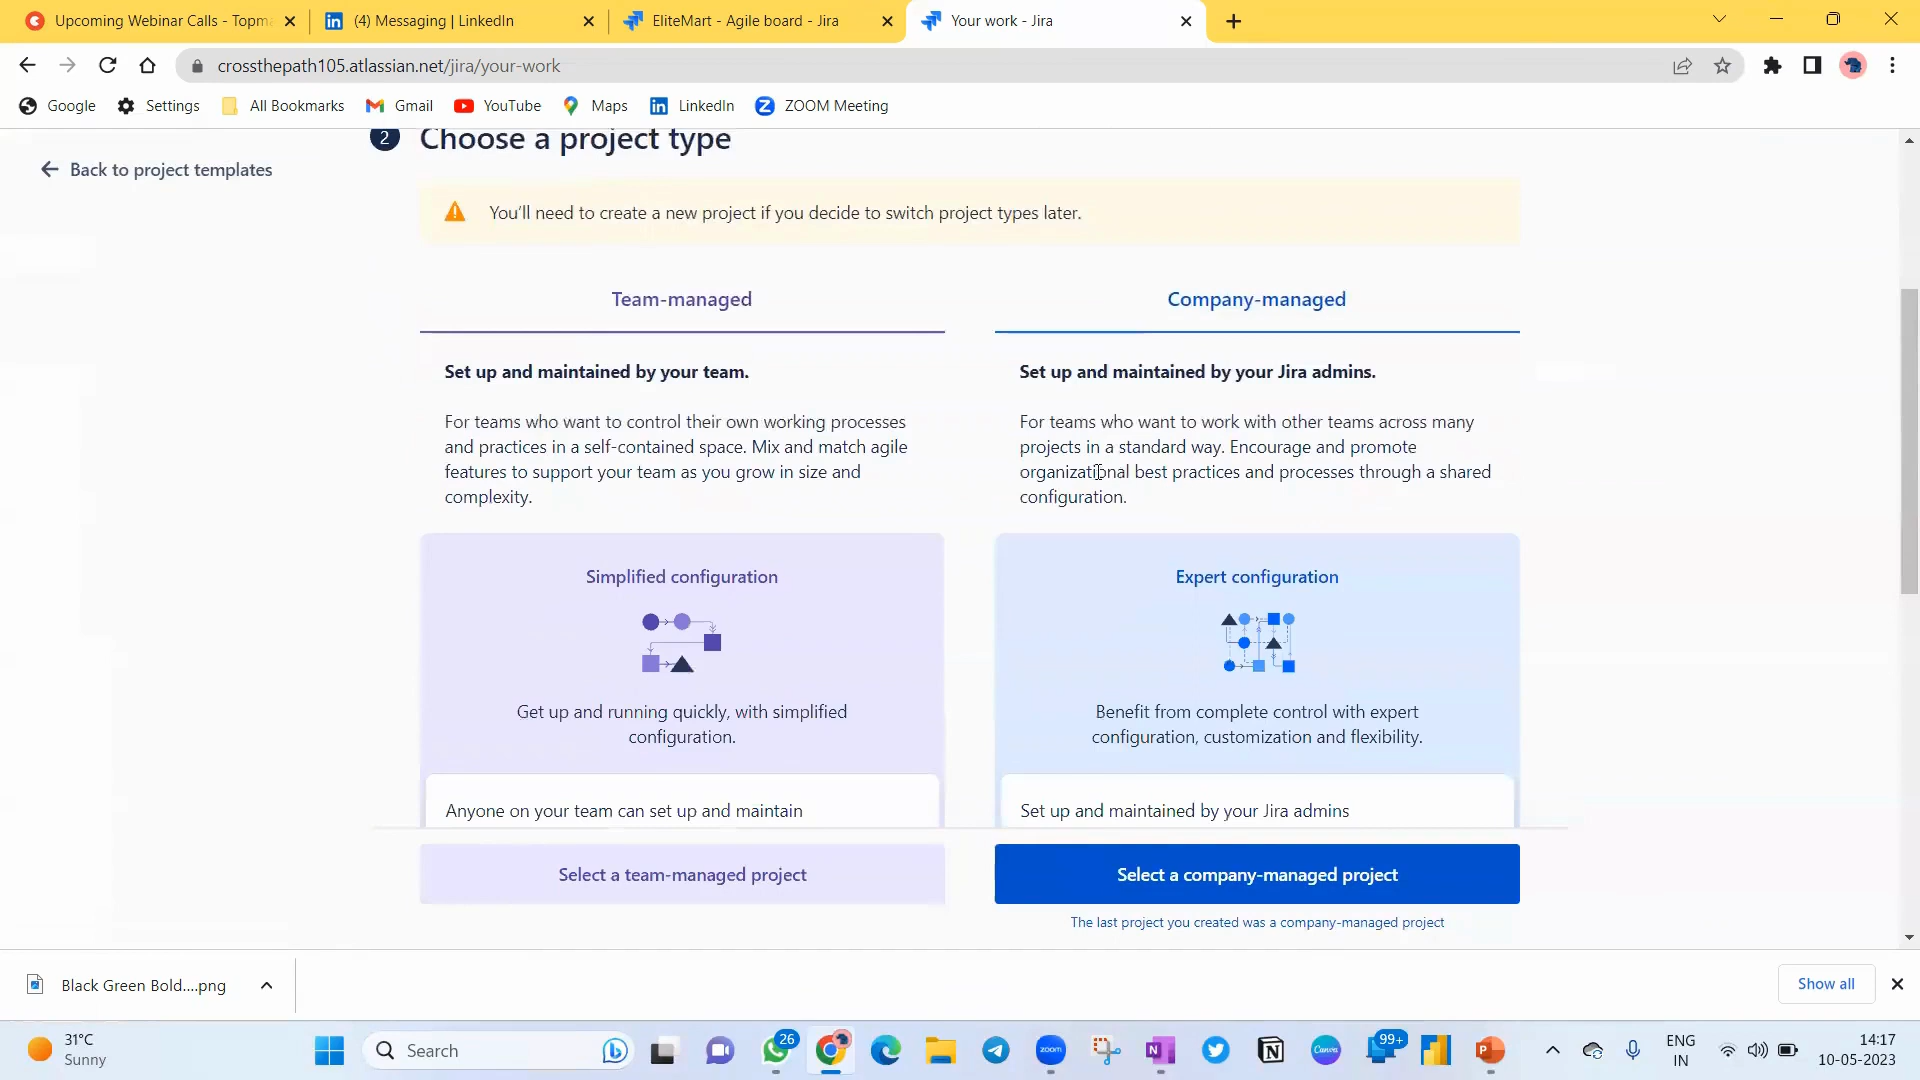 Upcoming Webinar Calls - Topma
(4) Messaging | LinkedIn
EliteMart - Agile board - Jira
Your work - Jira
crossthepath105.atlassian.net/jira/your-work
Google
Settings
All Bookmarks
Gmail
YouTube
Maps
LinkedIn
ZOOM Meeting
Back to project templates
2 Choose a project type
You'll need to create a new project if you decide to switch project types later.
Team-managed
Set up and maintained by your team.
For teams who want to control their own working processes
and practices in a self-contained space. Mix and match agile
features to support your team as you grow in size and
complexity.
Simplified configuration
Get up and running quickly, with simplified
configuration.
Anyone on your team can set up and maintain
Select a team-managed project
Company-managed
Set up and maintained by your Jira admins.
For teams who want to work with other teams across many
projects in a standard way. Encourage and promote
organizational best practices and processes through a shared
configuration.
Expert configuration
Benefit from complete control with expert
configuration, customization and flexibility.
Set up and maintained by your Jira admins
Select a company-managed project
The last project you created was a company-managed project
Black Green Bold....png
Show all
31°C
Sunny
Search
26
zoom
Canva
99+
ENG
IN
14:17
10-05-2023